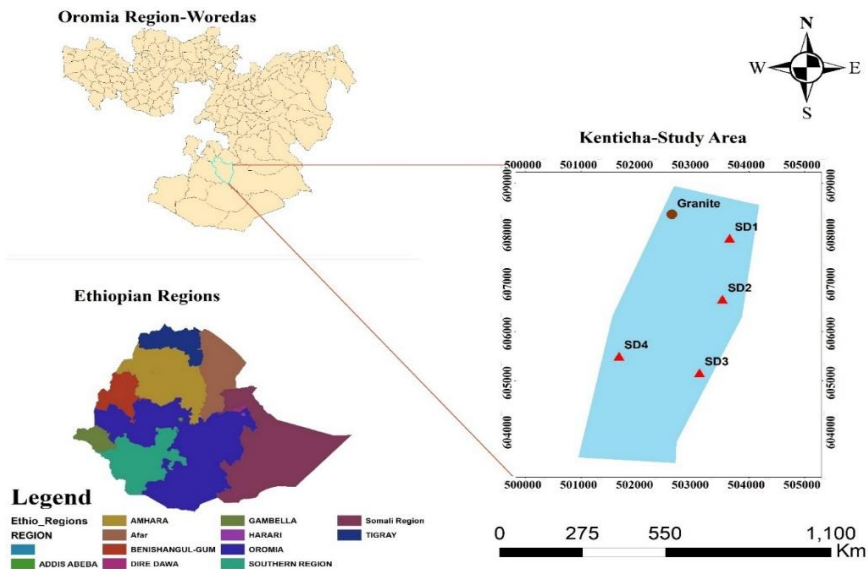 Oromia Region-Woredas
N
W E
S
Kenticha-Study Area
500000 501000 502000 503000 504000 505000
609000
608000
607000
606000
605000
604000
609000
608000
607000
606000
605000
604000
Granite
SD1
SD2
SD4
SD3
500000 501000 502000 503000 504000 505000
Ethiopian Regions
Legend
Ethio_Regions
REGION
ADDIS ABEBA
AMHARA
Afar
BENISHANGUL-GUM
DIRE DAWA
GAMBELLA
HARARI
OROMIA
SOUTHERN REGION
Somali Region
TIGRAY
0 275 550 1,100
Km